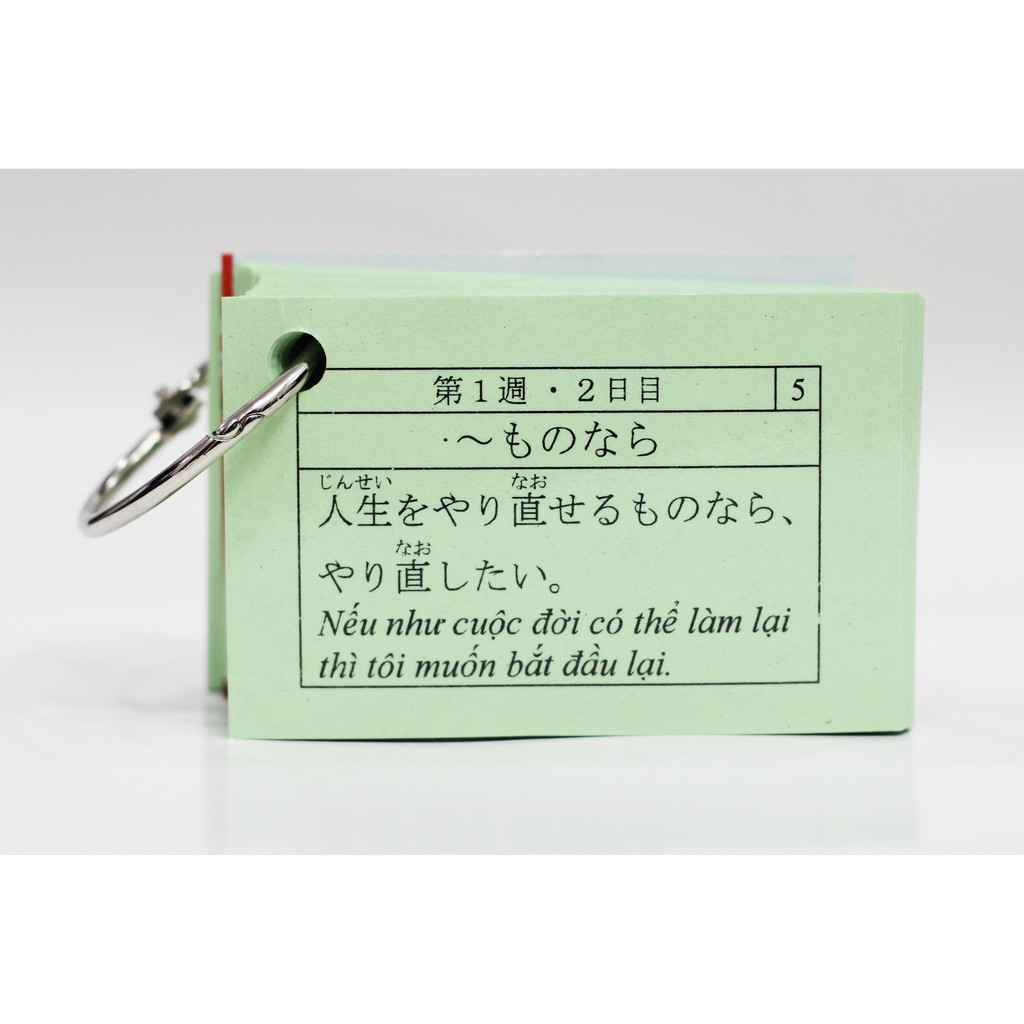 第１週・２日目 5
・～ものなら
じんせい なお
人生をやり直せるものなら、
なお
やり直したい。
Nếu như cuộc đời có thể làm lại
thì tôi muốn bắt đầu lại.